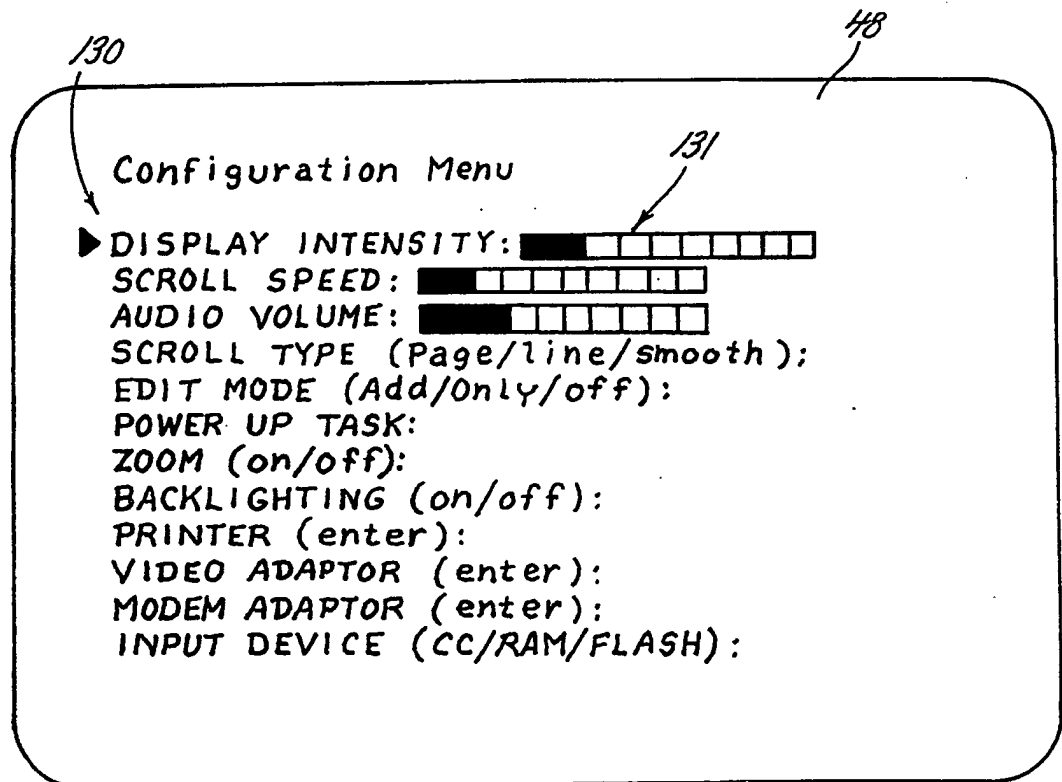 130
48
Configuration Menu
131
DISPLAY INTENSITY:
SCROLL SPEED:
AUDIO VOLUME:
SCROLL TYPE (Page/line/smooth):
EDIT MODE (Add/Only/off):
POWER UP TASK:
ZOOM (on/off):
BACKLIGHTING (on/off):
PRINTER (enter):
VIDEO ADAPTOR (enter):
MODEM ADAPTOR (enter):
INPUT DEVICE (CC/RAM/FLASH):